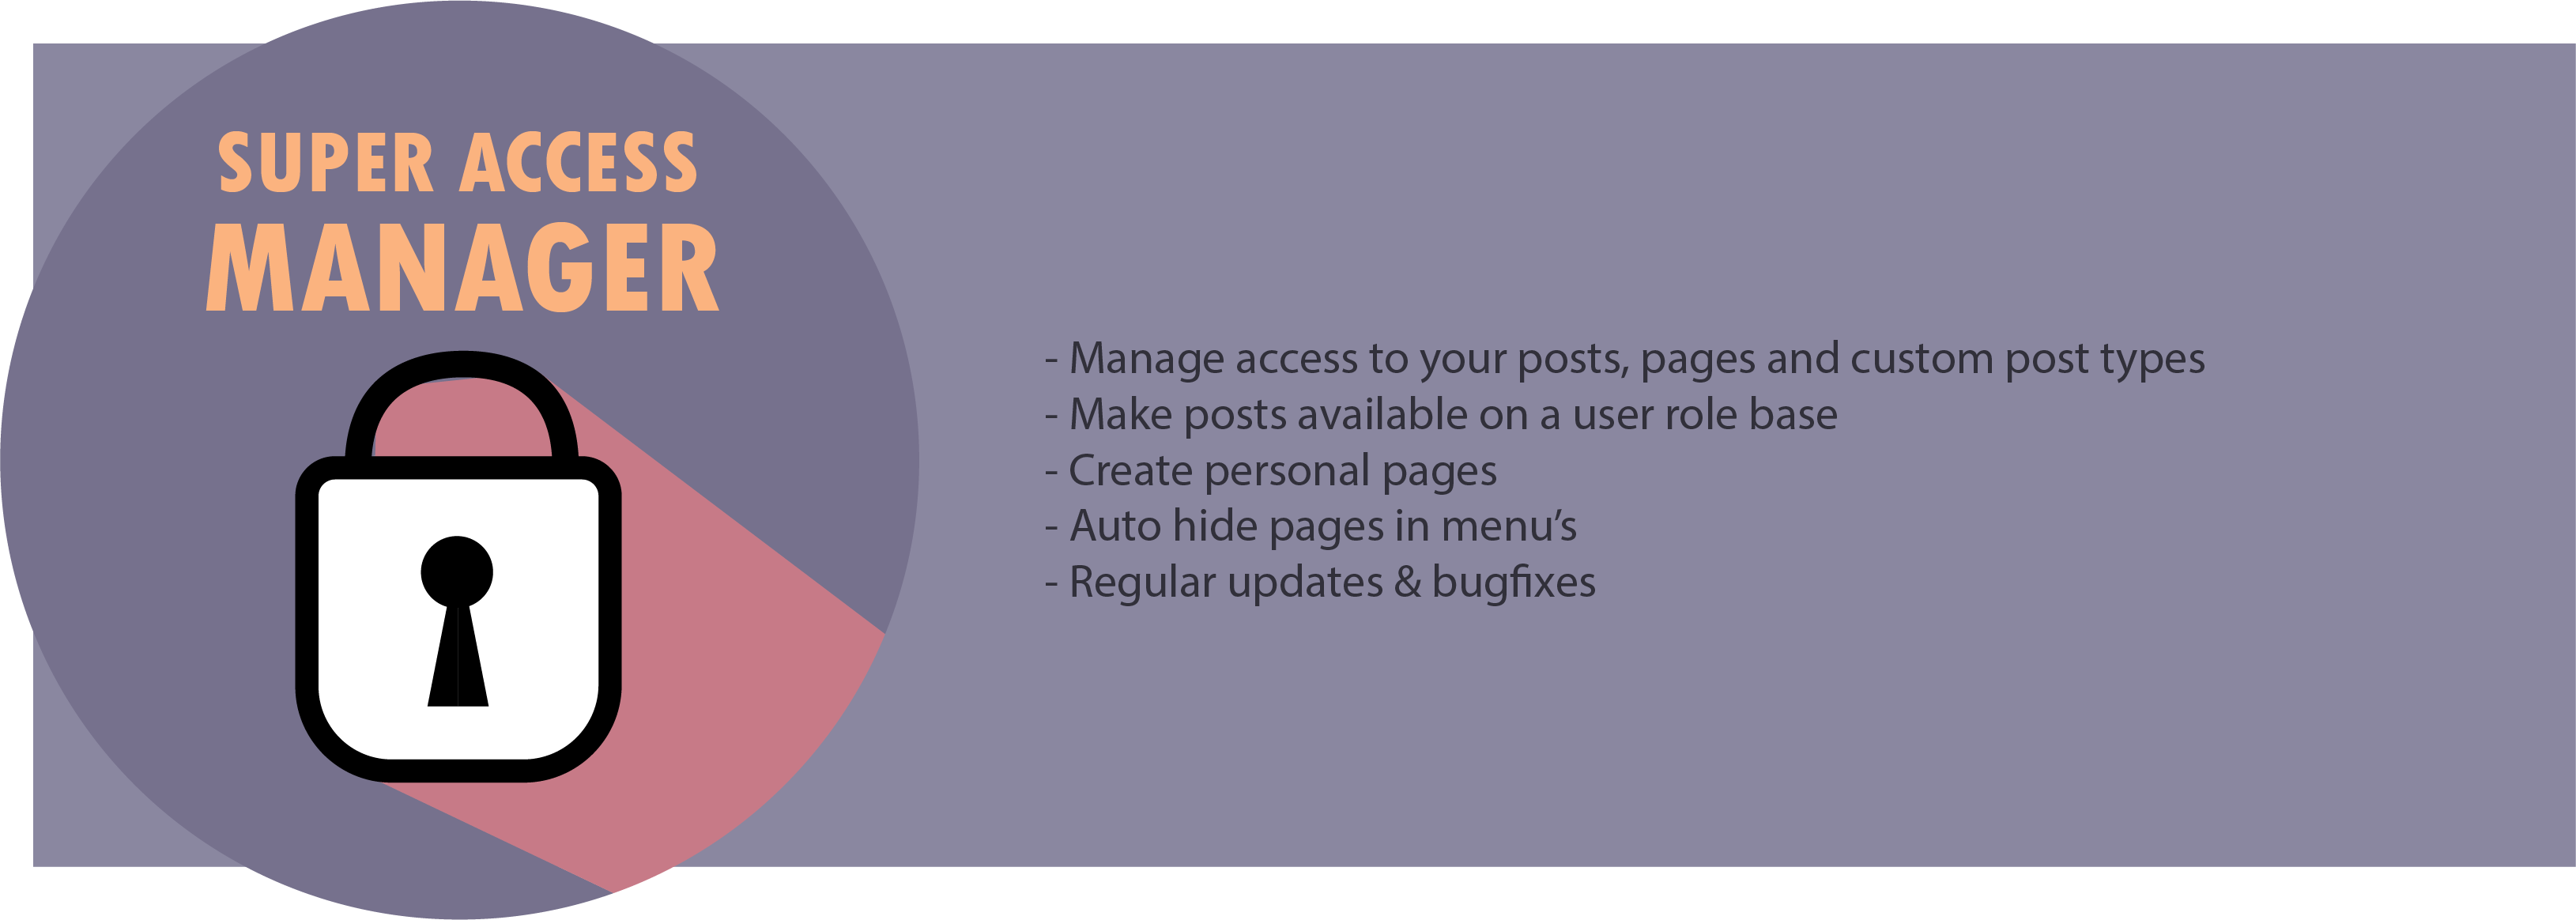 SUPER ACCESS
MANAGER
- Manage access to your posts, pages and custom post types
- Make posts available on a user role base
- Create personal pages
- Auto hide pages in menu’s
- Regular updates & bugfixes